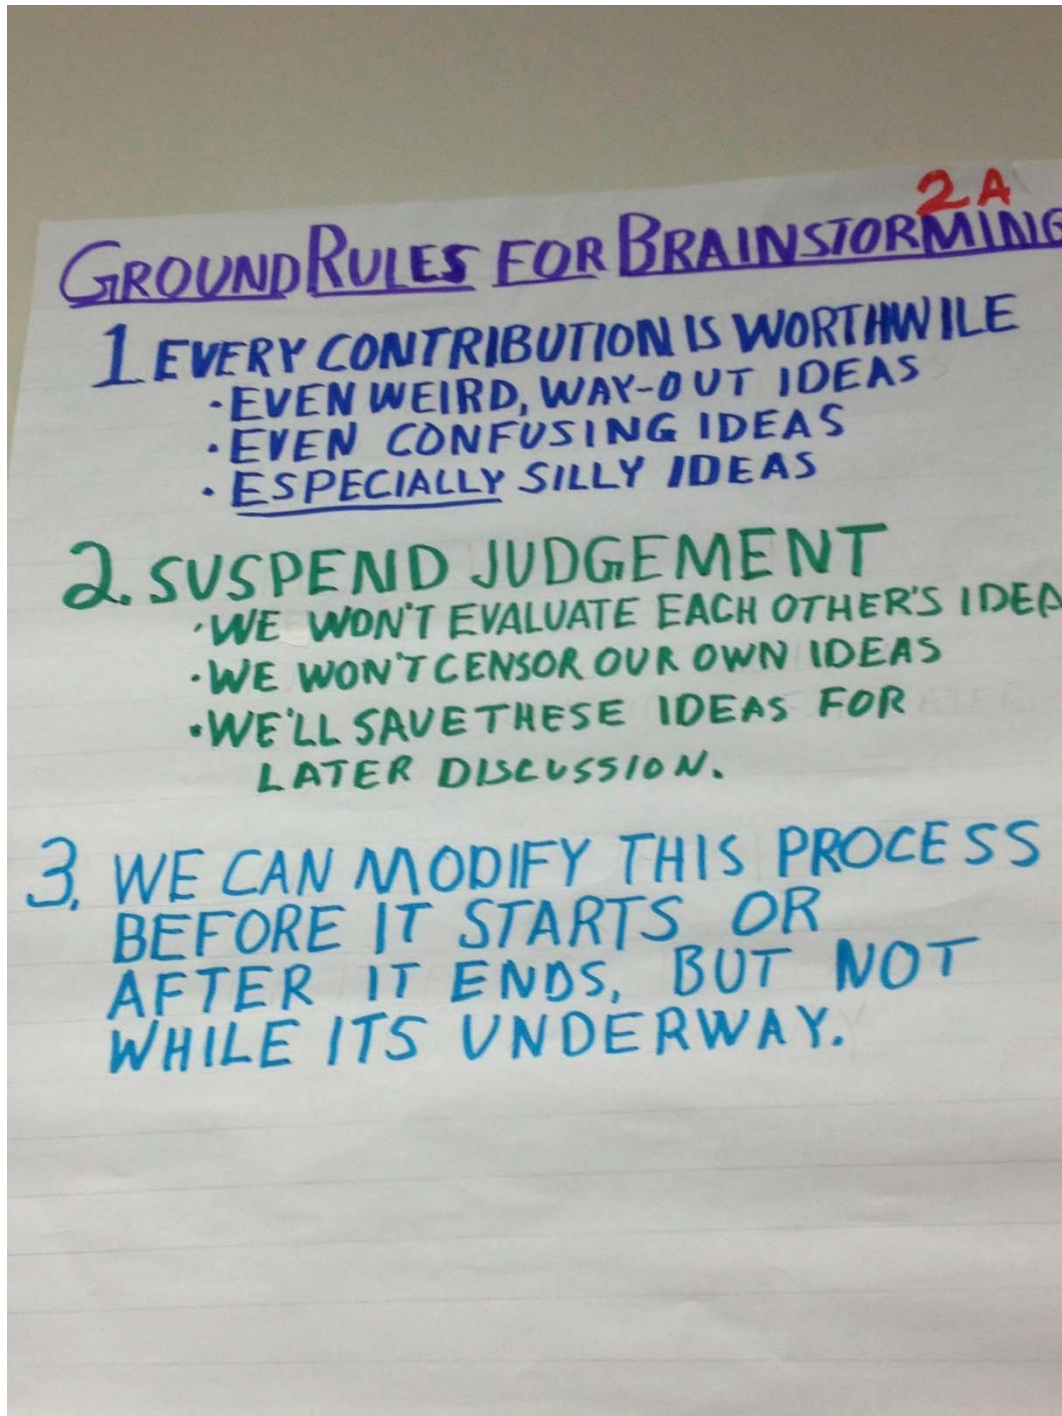 2A
GROUND RULES FOR BRAINSTORMING
1 EVERY CONTRIBUTION IS WORTHWILE
· EVEN WEIRD, WAY-OUT IDEAS
· EVEN CONFUSING IDEAS
· ESPECIALLY SILLY IDEAS
2. SUSPEND JUDGEMENT
· WE WON'T EVALUATE EACH OTHER'S IDEA
· WE WON'T CENSOR OUR OWN IDEAS
· WE'LL SAVE THESE IDEAS FOR
LATER DISCUSSION.
3. WE CAN MODIFY THIS PROCESS
BEFORE IT STARTS OR
AFTER IT ENDS, BUT NOT
WHILE ITS UNDERWAY.